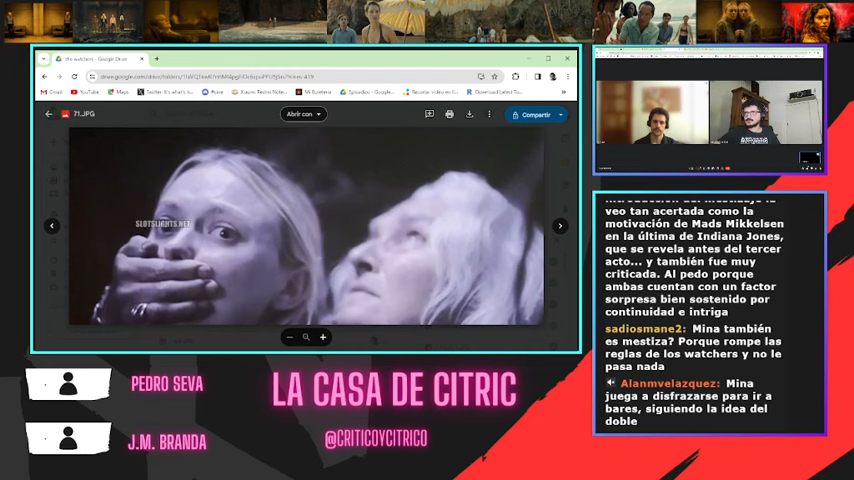 the watchers - Google Drive
Gmail
YouTube
Maps
71.JPG
Abrir con
Compartir
SLOTSLIGHTS.NET
veo tan acertada como la
motivación de Mads Mikkelsen
en la última de Indiana Jones,
que se revela antes del tercer
acto... y también fue muy
criticada. Al pedo porque
ambas cuentan con un factor
sorpresa bien sostenido por
continuidad e intriga
sadiosmane2: Mina también
es mestiza? Porque rompe las
reglas de los watchers y no le
pasa nada
Alanmvelazquez: Mina
juega a disfrazarse para ir a
bares, siguiendo la idea del
doble
PEDRO SEVA
J.M. BRANDA
LA CASA DE CITRIC
@CRITICOYCITRICO